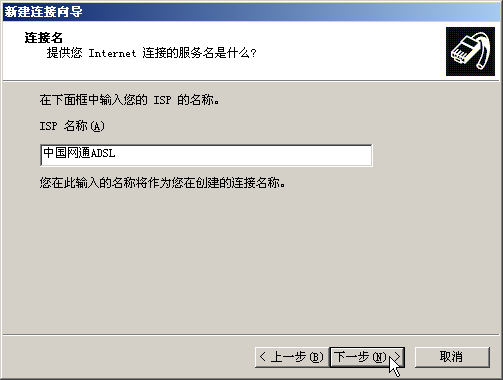 新建连接向导
连接名
提供您 Internet 连接的服务名是什么?
在下面框中输入您的 ISP 的名称。
ISP 名称(A)
中国网通ADSL
您在此输入的名称将作为您在创建的连接名称。
< 上一步(B) 下一步(N) > 取消